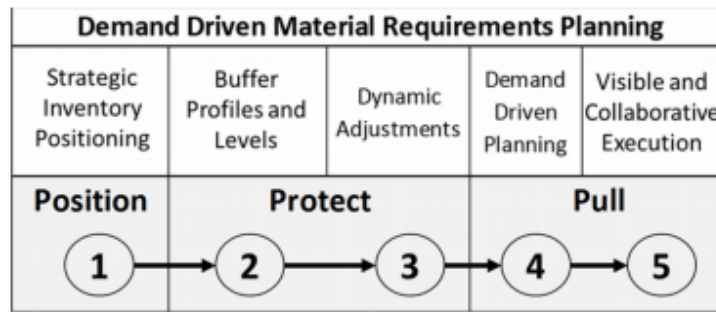 Demand Driven Material Requirements Planning
Strategic
Inventory
Positioning
Buffer
Profiles and
Levels
Dynamic
Adjustments
Demand
Driven
Planning
Visible and
Collaborative
Execution
Position
Protect
Pull
1
2
3
4
5